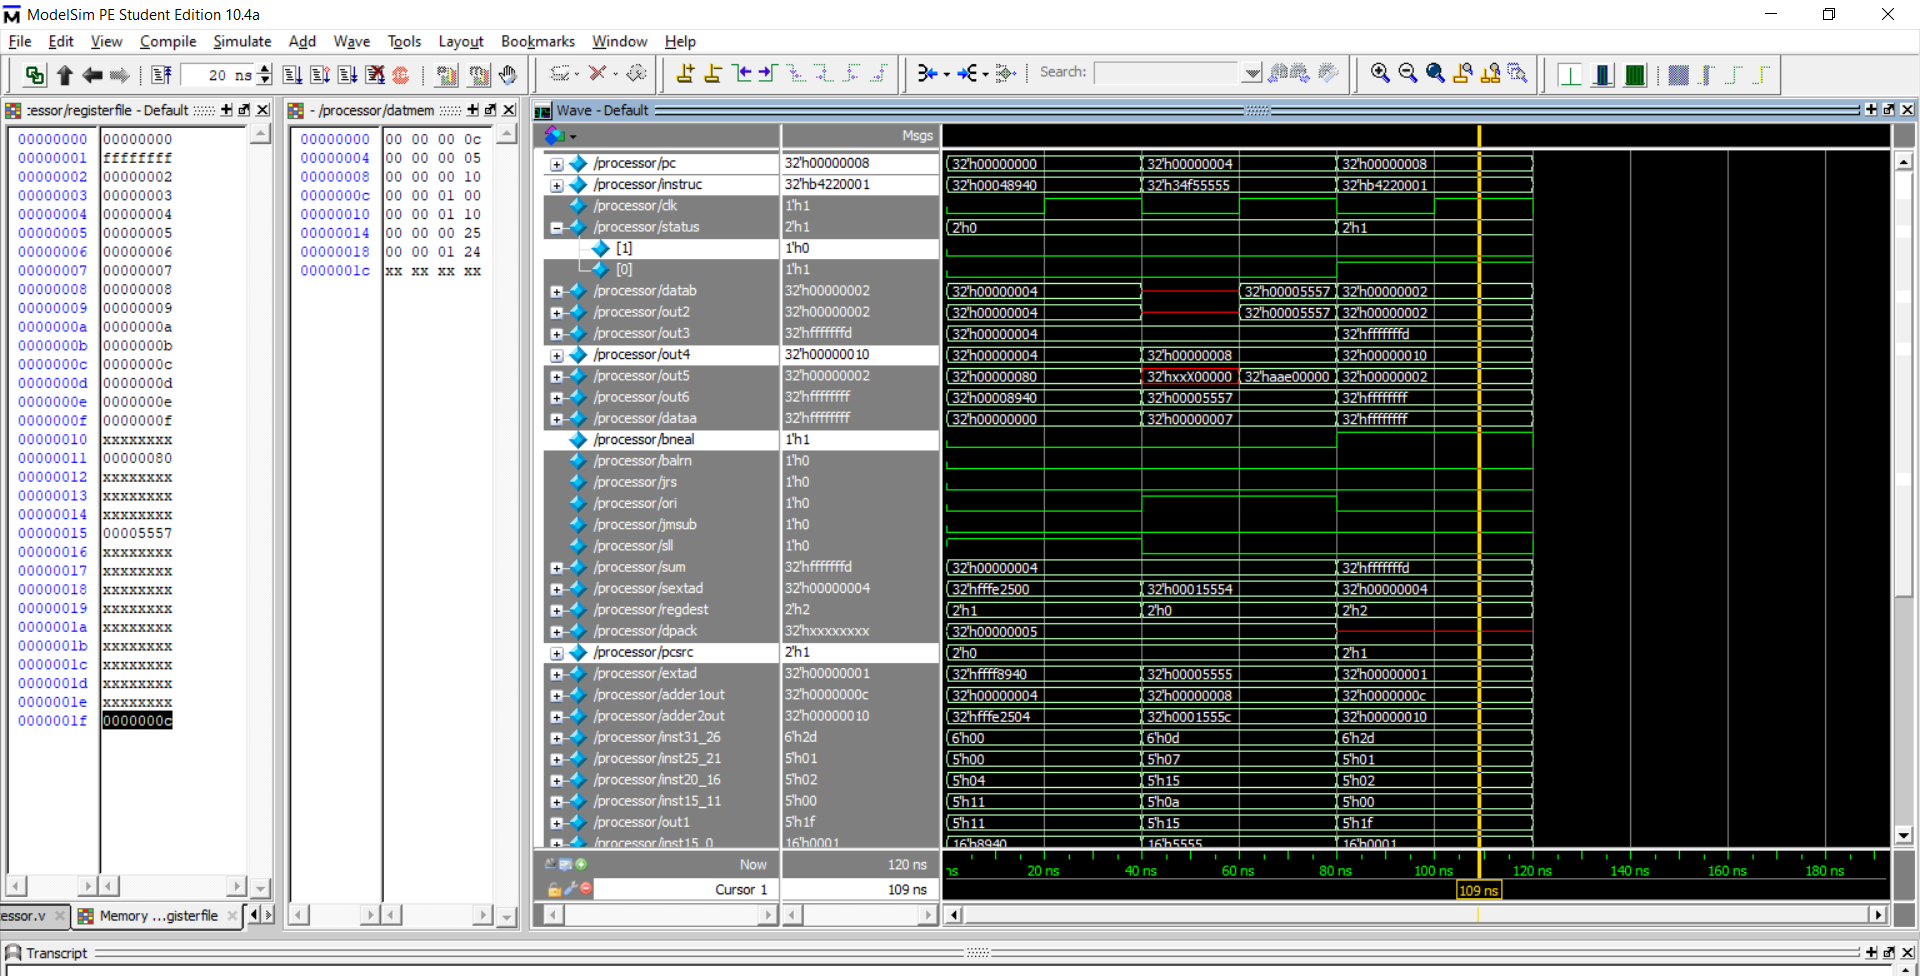 ModelSim PE Student Edition 10.4a
File Edit View Compile Simulate Add Wave Tools Layout Bookmarks Window Help
20 ns Search:
:essor/registerfile - Default
00000000 00000000
00000001 ffffffff
00000002 00000002
00000003 00000003
00000004 00000004
00000005 00000005
00000006 00000006
00000007 00000007
00000008 00000008
00000009 00000009
0000000a 0000000a
0000000b 0000000b
0000000c 0000000c
0000000d 0000000d
0000000e 0000000e
0000000f 0000000f
00000010 xxxxxxxx
00000011 00000080
00000012 xxxxxxxx
00000013 xxxxxxxx
00000014 xxxxxxxx
00000015 00005557
00000016 xxxxxxxx
00000017 xxxxxxxx
00000018 xxxxxxxx
00000019 xxxxxxxx
0000001a xxxxxxxx
0000001b xxxxxxxx
0000001c xxxxxxxx
0000001d xxxxxxxx
0000001e xxxxxxxx
0000001f 0000000c
essor.v Memory ...gisterfile
- /processor/datmem
00000000 00 00 00 0c
00000004 00 00 00 05
00000008 00 00 00 10
0000000c 00 00 01 00
00000010 00 00 01 10
00000014 00 00 00 25
00000018 00 00 01 24
0000001c xx xx xx xx
Wave - Default
Msgs
/processor/pc 32'h00000008 32'h00000000 32'h00000004 32'h00000008
/processor/instruc 32'hb4220001 32'h00048940 32'h34f55555 32'hb4220001
/processor/clk 1'h1
/processor/status 2'h1 2'h0 2'h1
[1] 1'h0
[0] 1'h1
/processor/datab 32'h00000002 32'h00000004 32'h00005557 32'h00000002
/processor/out2 32'h00000002 32'h00000004 32'h00005557 32'h00000002
/processor/out3 32'hfffffffd 32'h00000004 32'hfffffffd
/processor/out4 32'h00000010 32'h00000004 32'h00000008 32'h00000010
/processor/out5 32'h00000002 32'h00000080 32'hxxX00000 32'haae00000 32'h00000002
/processor/out6 32'hffffffff 32'h00008940 32'h00005557 32'hffffffff
/processor/dataa 32'hffffffff 32'h00000000 32'h00000007 32'hffffffff
/processor/bneal 1'h1
/processor/balrn 1'h0
/processor/jrs 1'h0
/processor/ori 1'h0
/processor/jmsub 1'h0
/processor/sll 1'h0
/processor/sum 32'hfffffffd 32'h00000004 32'hfffffffd
/processor/sextad 32'h00000004 32'hfffe2500 32'h00015554 32'h00000004
/processor/regdest 2'h2 2'h1 2'h0 2'h2
/processor/dpack 32'hxxxxxxxx 32'h00000005
/processor/pcsrc 2'h1 2'h0 2'h1
/processor/extad 32'h00000001 32'hffff8940 32'h00005555 32'h00000001
/processor/adder1out 32'h0000000c 32'h00000004 32'h00000008 32'h0000000c
/processor/adder2out 32'h00000010 32'hfffe2504 32'h0001555c 32'h00000010
/processor/inst31_26 6'h2d 6'h00 6'h0d 6'h2d
/processor/inst25_21 5'h01 5'h00 5'h07 5'h01
/processor/inst20_16 5'h02 5'h04 5'h15 5'h02
/processor/inst15_11 5'h00 5'h11 5'h0a 5'h00
/processor/out1 5'h1f 5'h11 5'h15 5'h1f
/processor/inst15_0 16'h0001 16'h8940 16'h5555 16'h0001
Now 120 ns ns 20 ns 40 ns 60 ns 80 ns 100 ns 120 ns 140 ns 160 ns 180 ns
Cursor 1 109 ns 109 ns
Transcript